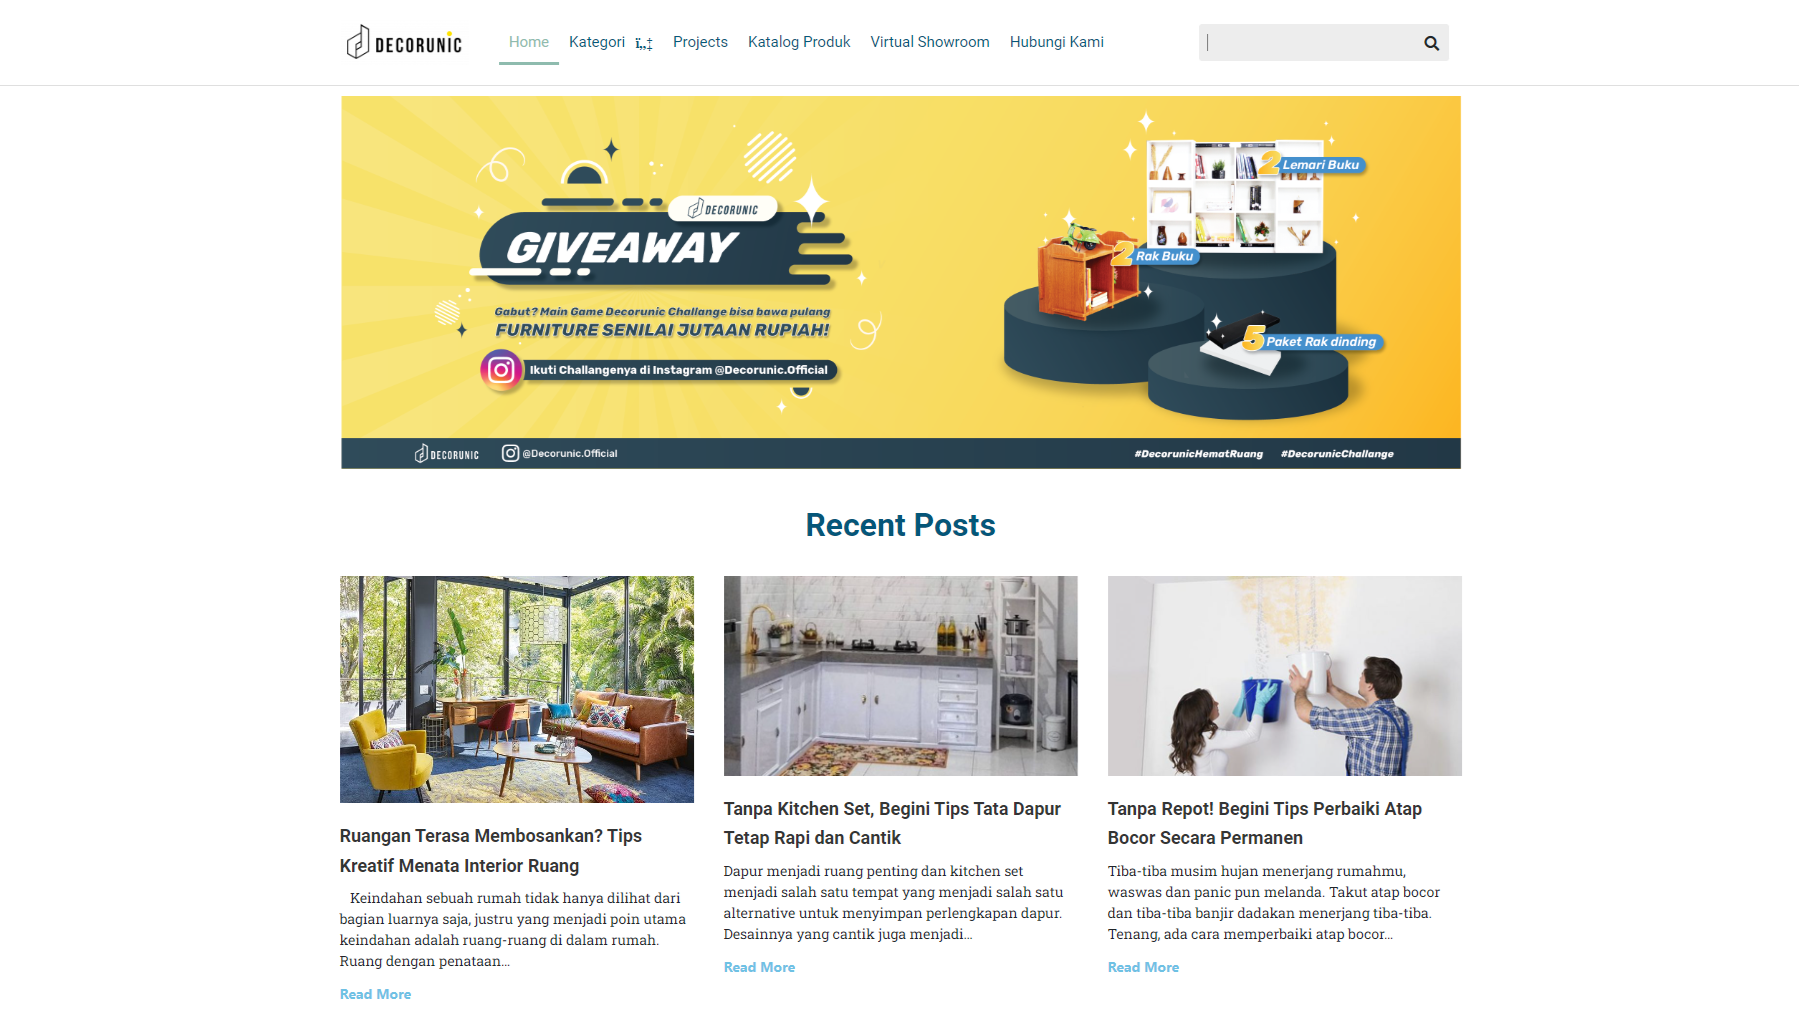 DECORUNIC
Home
Kategori ï„‡
Projects
Katalog Produk
Virtual Showroom
Hubungi Kami
DECORUNIC
GIVEAWAY
Gabut? Main Game Decorunic Challange bisa bawa pulang
FURNITURE SENILAI JUTAAN RUPIAH!
Ikuti Challangenya di Instagram @Decorunic.Official
2 Lemari Buku
2 Rak Buku
5 Paket Rak dinding
DECORUNIC
@Decorunic.Official
#DecorunicHematRuang #DecorunicChallange
Recent Posts
Ruangan Terasa Membosankan? Tips
Kreatif Menata Interior Ruang
Keindahan sebuah rumah tidak hanya dilihat dari
bagian luarnya saja, justru yang menjadi poin utama
keindahan adalah ruang-ruang di dalam rumah.
Ruang dengan penataan...
Read More
Tanpa Kitchen Set, Begini Tips Tata Dapur
Tetap Rapi dan Cantik
Dapur menjadi ruang penting dan kitchen set
menjadi salah satu tempat yang menjadi salah satu
alternative untuk menyimpan perlengkapan dapur.
Desainnya yang cantik juga menjadi...
Read More
Tanpa Repot! Begini Tips Perbaiki Atap
Bocor Secara Permanen
Tiba-tiba musim hujan menerjang rumahmu,
waswas dan panic pun melanda. Takut atap bocor
dan tiba-tiba banjir dadakan menerjang tiba-tiba.
Tenang, ada cara memperbaiki atap bocor...
Read More